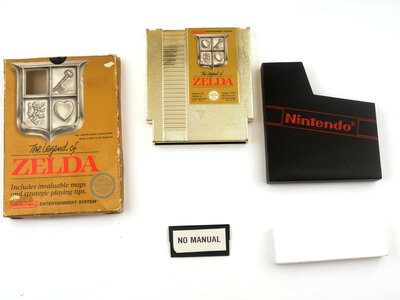 The Legend of
ZELDA
Includes invaluable maps
and strategic playing tips.
ENTERTAINMENT SYSTEM
The Legend of
ZELDA
Nintendo®
NO MANUAL